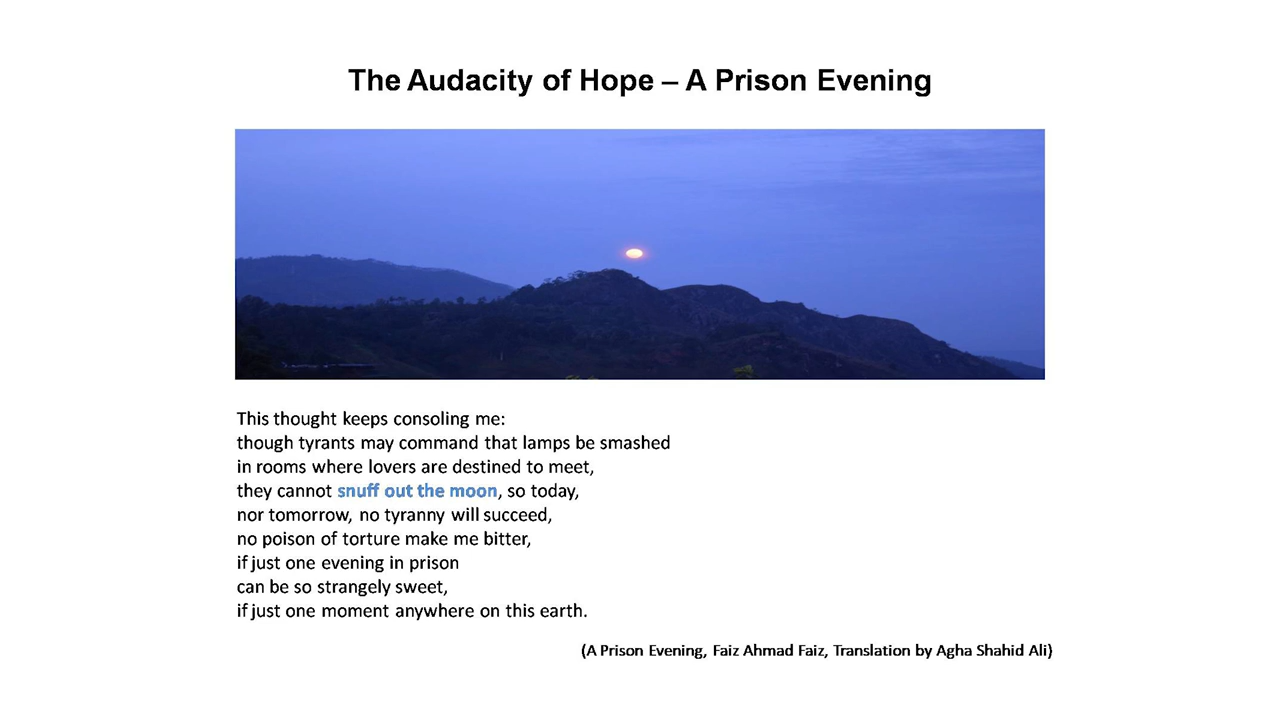 The Audacity of Hope – A Prison Evening
This thought keeps consoling me:
though tyrants may command that lamps be smashed
in rooms where lovers are destined to meet,
they cannot snuff out the moon, so today,
nor tomorrow, no tyranny will succeed,
no poison of torture make me bitter,
if just one evening in prison
can be so strangely sweet,
if just one moment anywhere on this earth.
(A Prison Evening, Faiz Ahmad Faiz, Translation by Agha Shahid Ali)